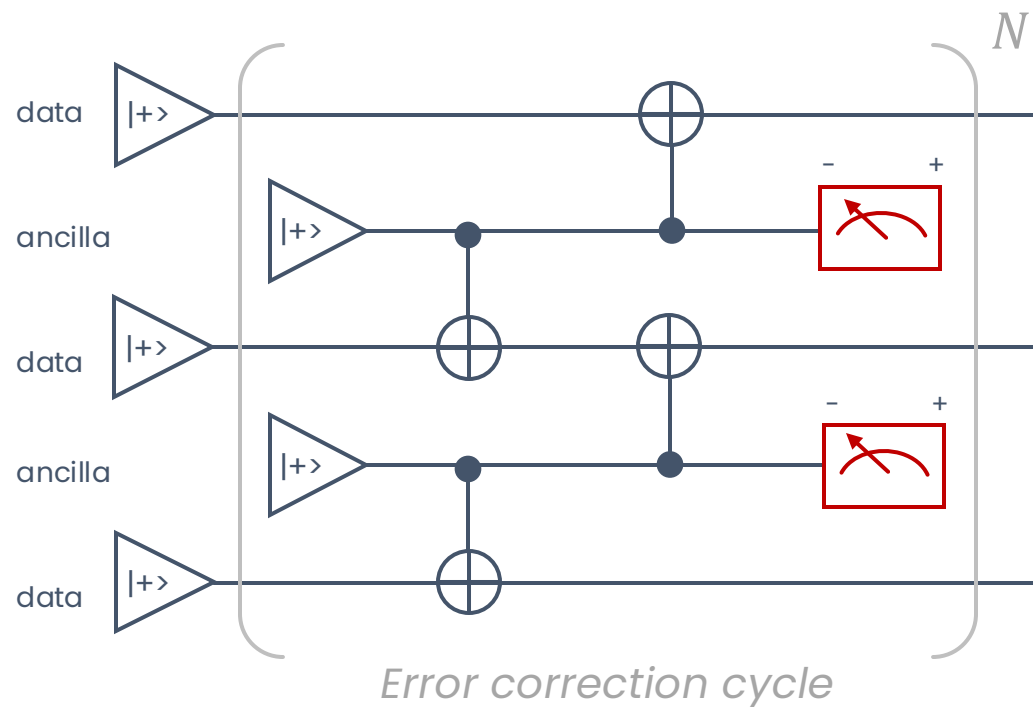 N
data |+>
- +
|+>
ancilla
|+>
data
- +
|+>
ancilla
|+>
data
Error correction cycle